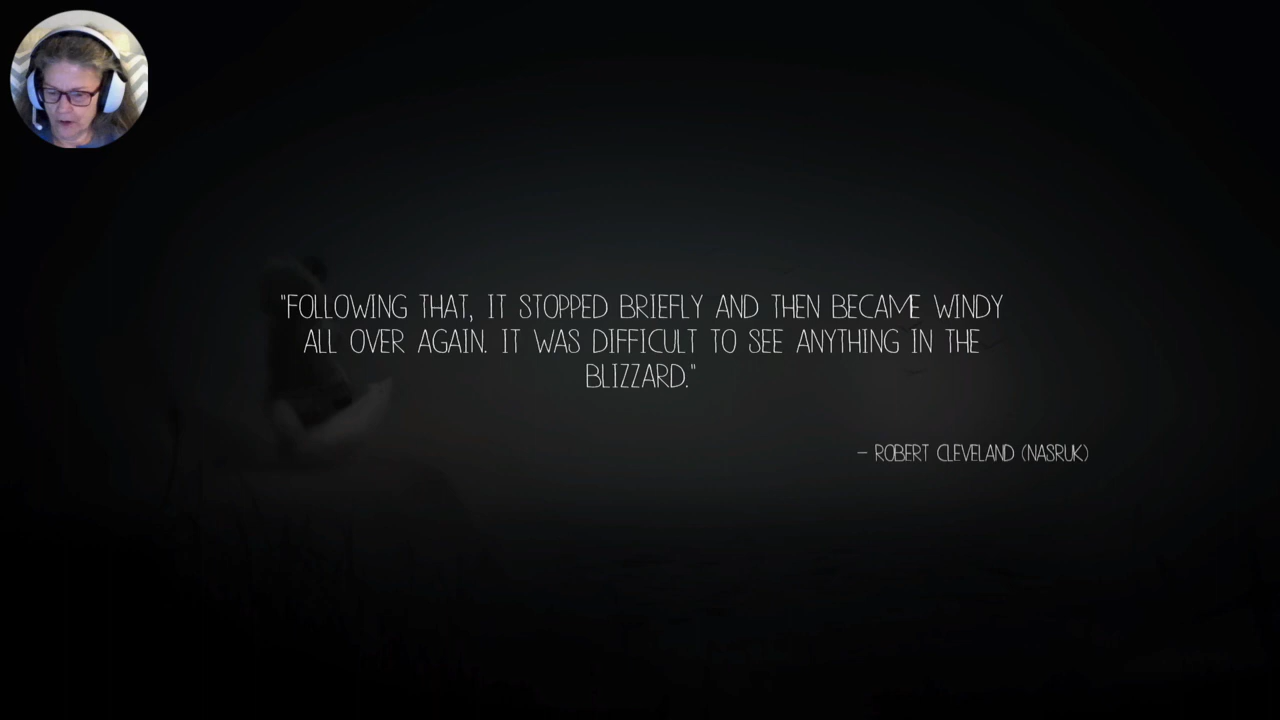 "FOLLOWING THAT, IT STOPPED BRIEFLY AND THEN BECAME WINDY
ALL OVER AGAIN. IT WAS DIFFICULT TO SEE ANYTHING IN THE
BLIZZARD."
– ROBERT CLEVELAND (NASRUK)